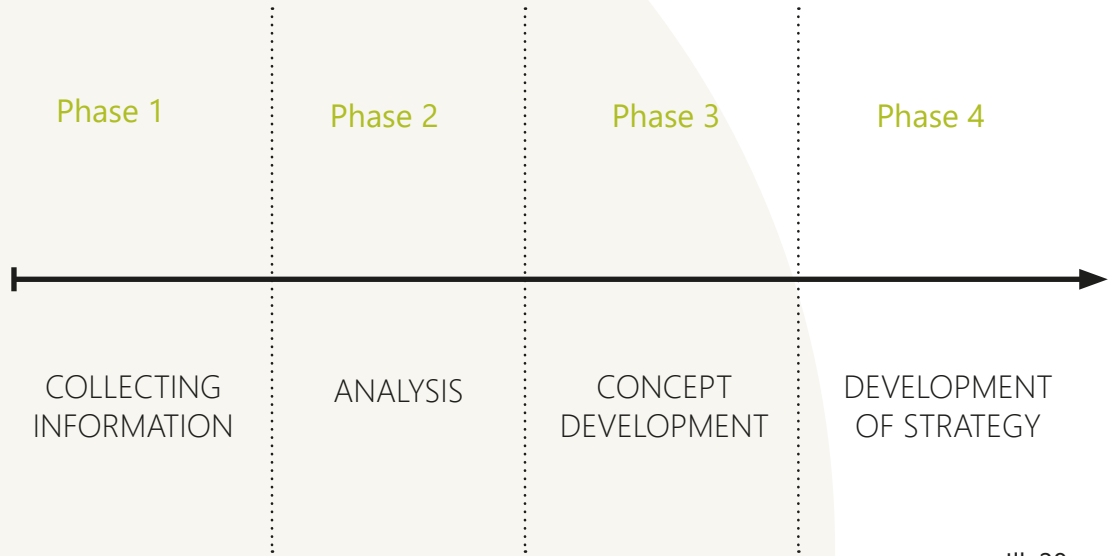 Phase 1
Phase 2
Phase 3
Phase 4
COLLECTING
INFORMATION
ANALYSIS
CONCEPT
DEVELOPMENT
DEVELOPMENT
OF STRATEGY